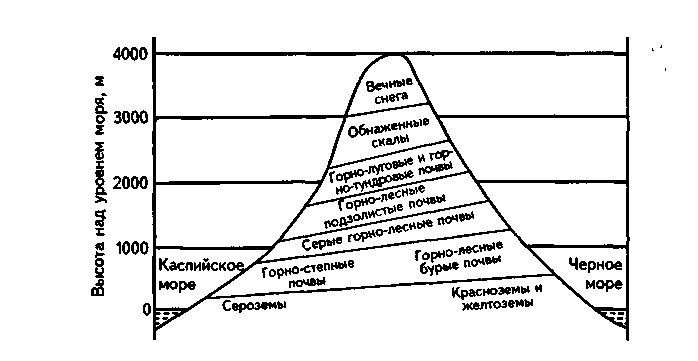 Высота над уровнем моря, м
4000
3000
2000
1000
0
Вечные
снега
Обнаженные
скалы
Горно-луговые и гор-
но-тундровые почвы
Горно-лесные
подзолистые почвы
Серые горно-лесные почвы
Каспийское
море
Горно-степные
почвы
Горно-лесные
бурые почвы
Черное
море
Сероземы
Красноземы и
желтоземы